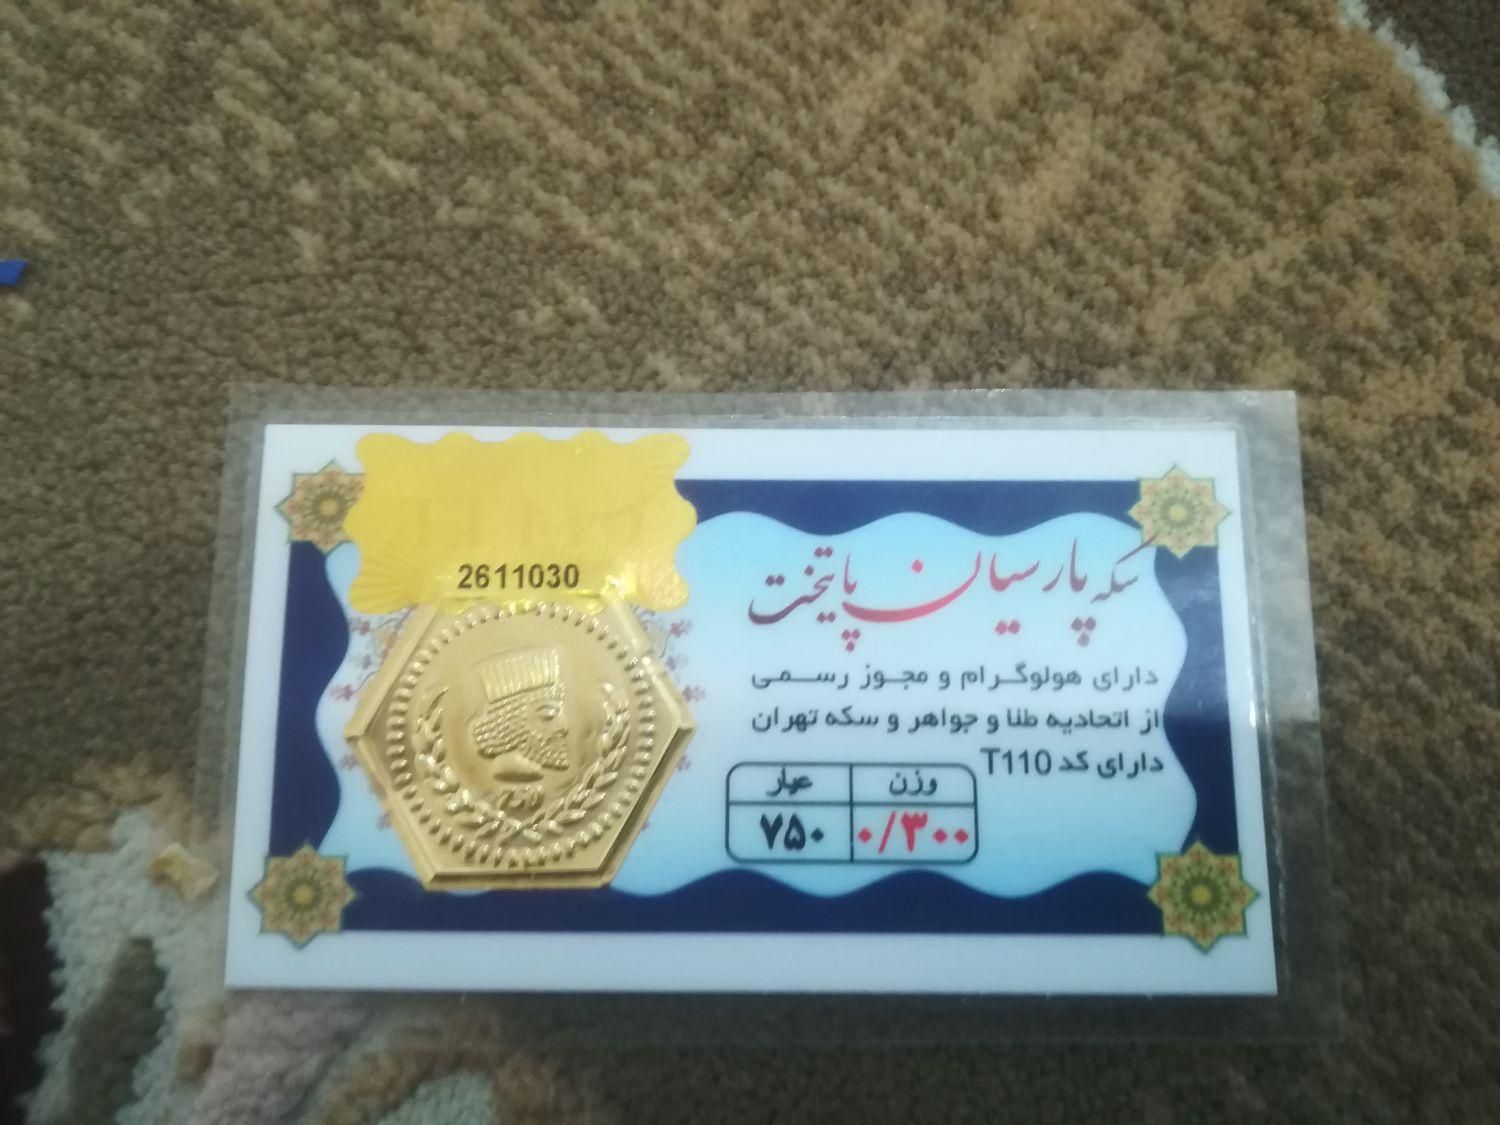 2611030
سکه پارسیان پایتخت
دارای هولوگرام و مجوز رسمی
از اتحادیه طلا و جواهر و سکه تهران
دارای کد T110
وزن عیار
۰/۳۰۰ ۷۵۰
750